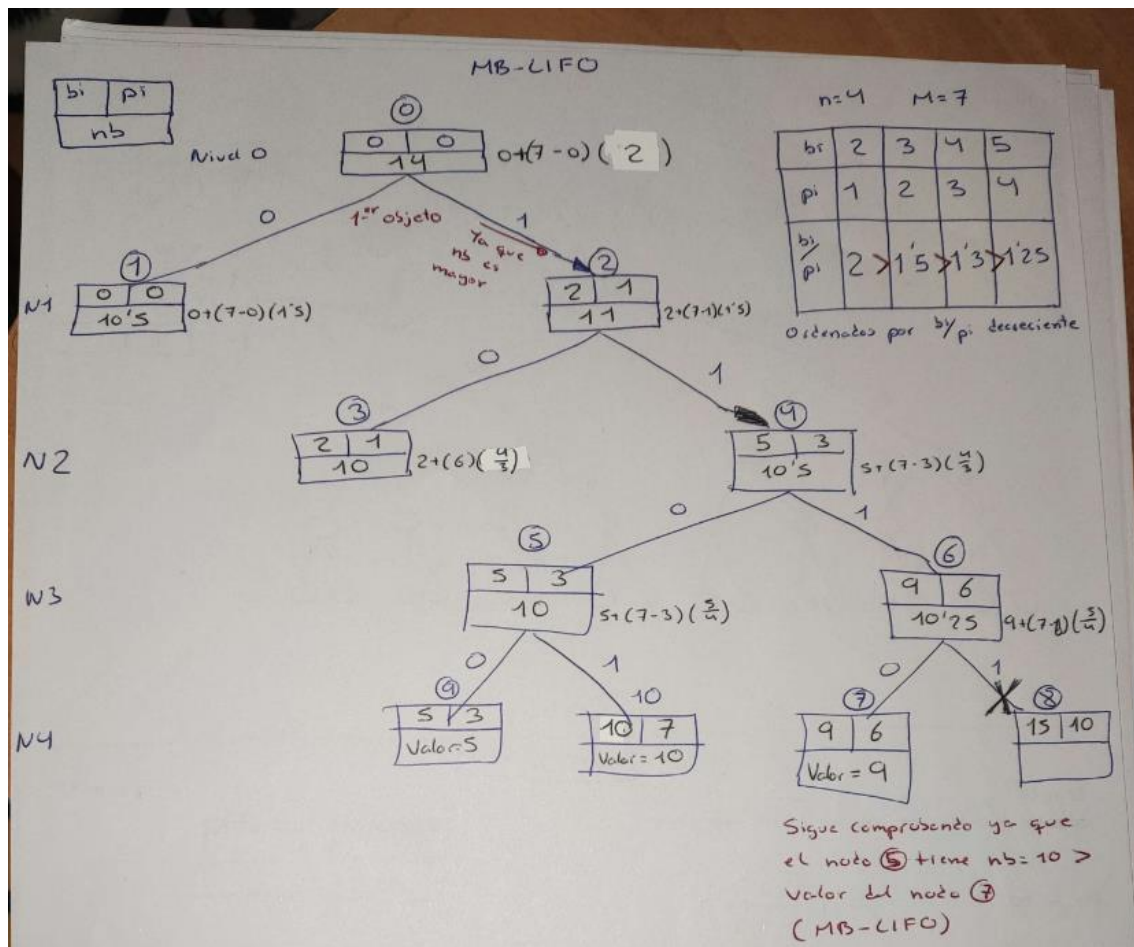 MB-LIFO
bi pi
nb
n=4 M=7
bi 2 3 4 5
pi 1 2 3 4
bi/pi 2 > 1'5 > 1'3 > 1'25
Ordenados por bi/pi decreciente
Nivel 0
0
0 0
14
0+(7-0)(2)
0
1er objeto
1
Ya que
nb es
mayor
N1
1
0 0
10'5
0+(7-0)(1'5)
2
2 1
11
2+(7-1)(1'5)
0
1
N2
3
2 1
10
2+(6)(4/3)
4
5 3
10'5
5+(7-3)(4/3)
0
1
N3
5
5 3
10
5+(7-3)(5/4)
6
9 6
10'25
9+(7-)(5/4)
0
1
0
1
N4
9
5 3
Valor=5
10
10 7
Valor=10
7
9 6
Valor=9
8
15 10
Sigue comprobando ya que
el nodo 5 tiene nb=10 >
valor del nodo 7
(MB-LIFO)